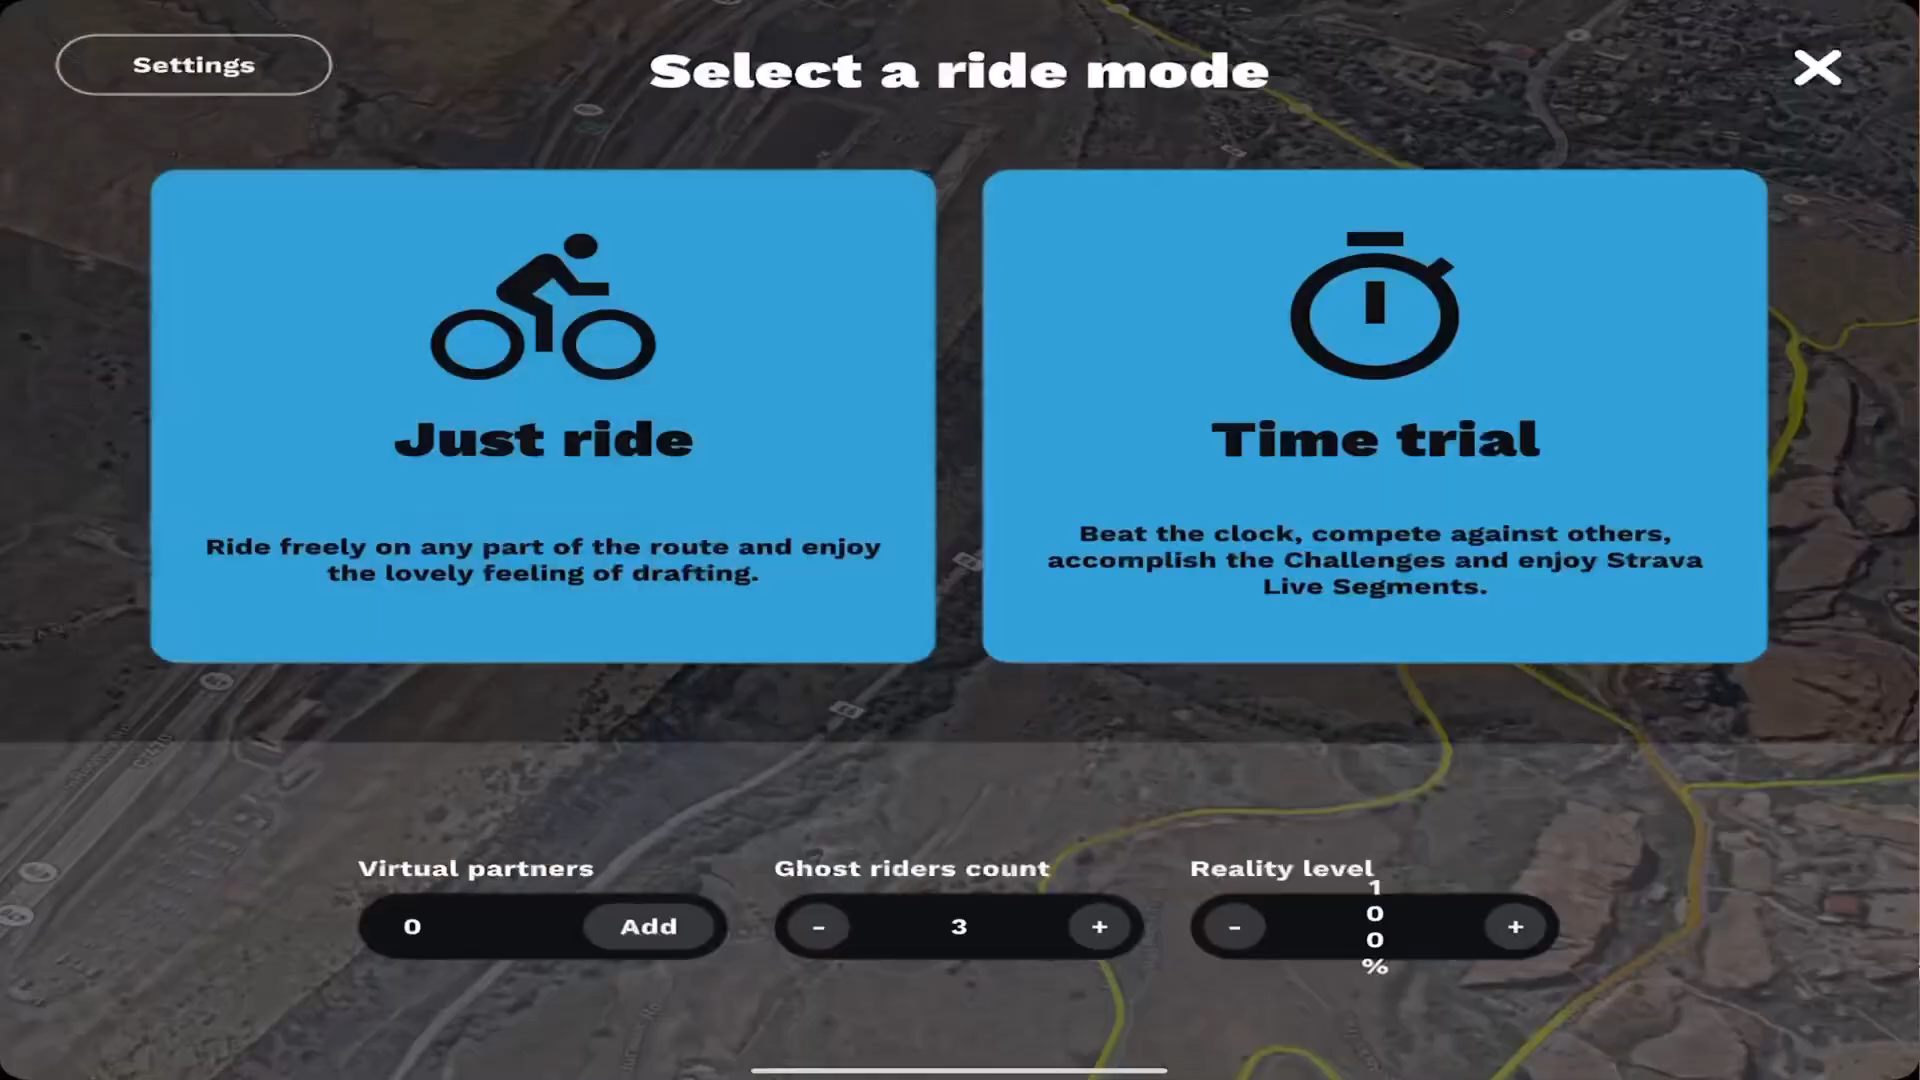 Settings
Select a ride mode
Just ride
Ride freely on any part of the route and enjoy
the lovely feeling of drafting.
Time trial
Beat the clock, compete against others,
accomplish the Challenges and enjoy Strava
Live Segments.
Virtual partners
0
Add
Ghost riders count
-
3
+
Reality level
-
1
0
0
%
+